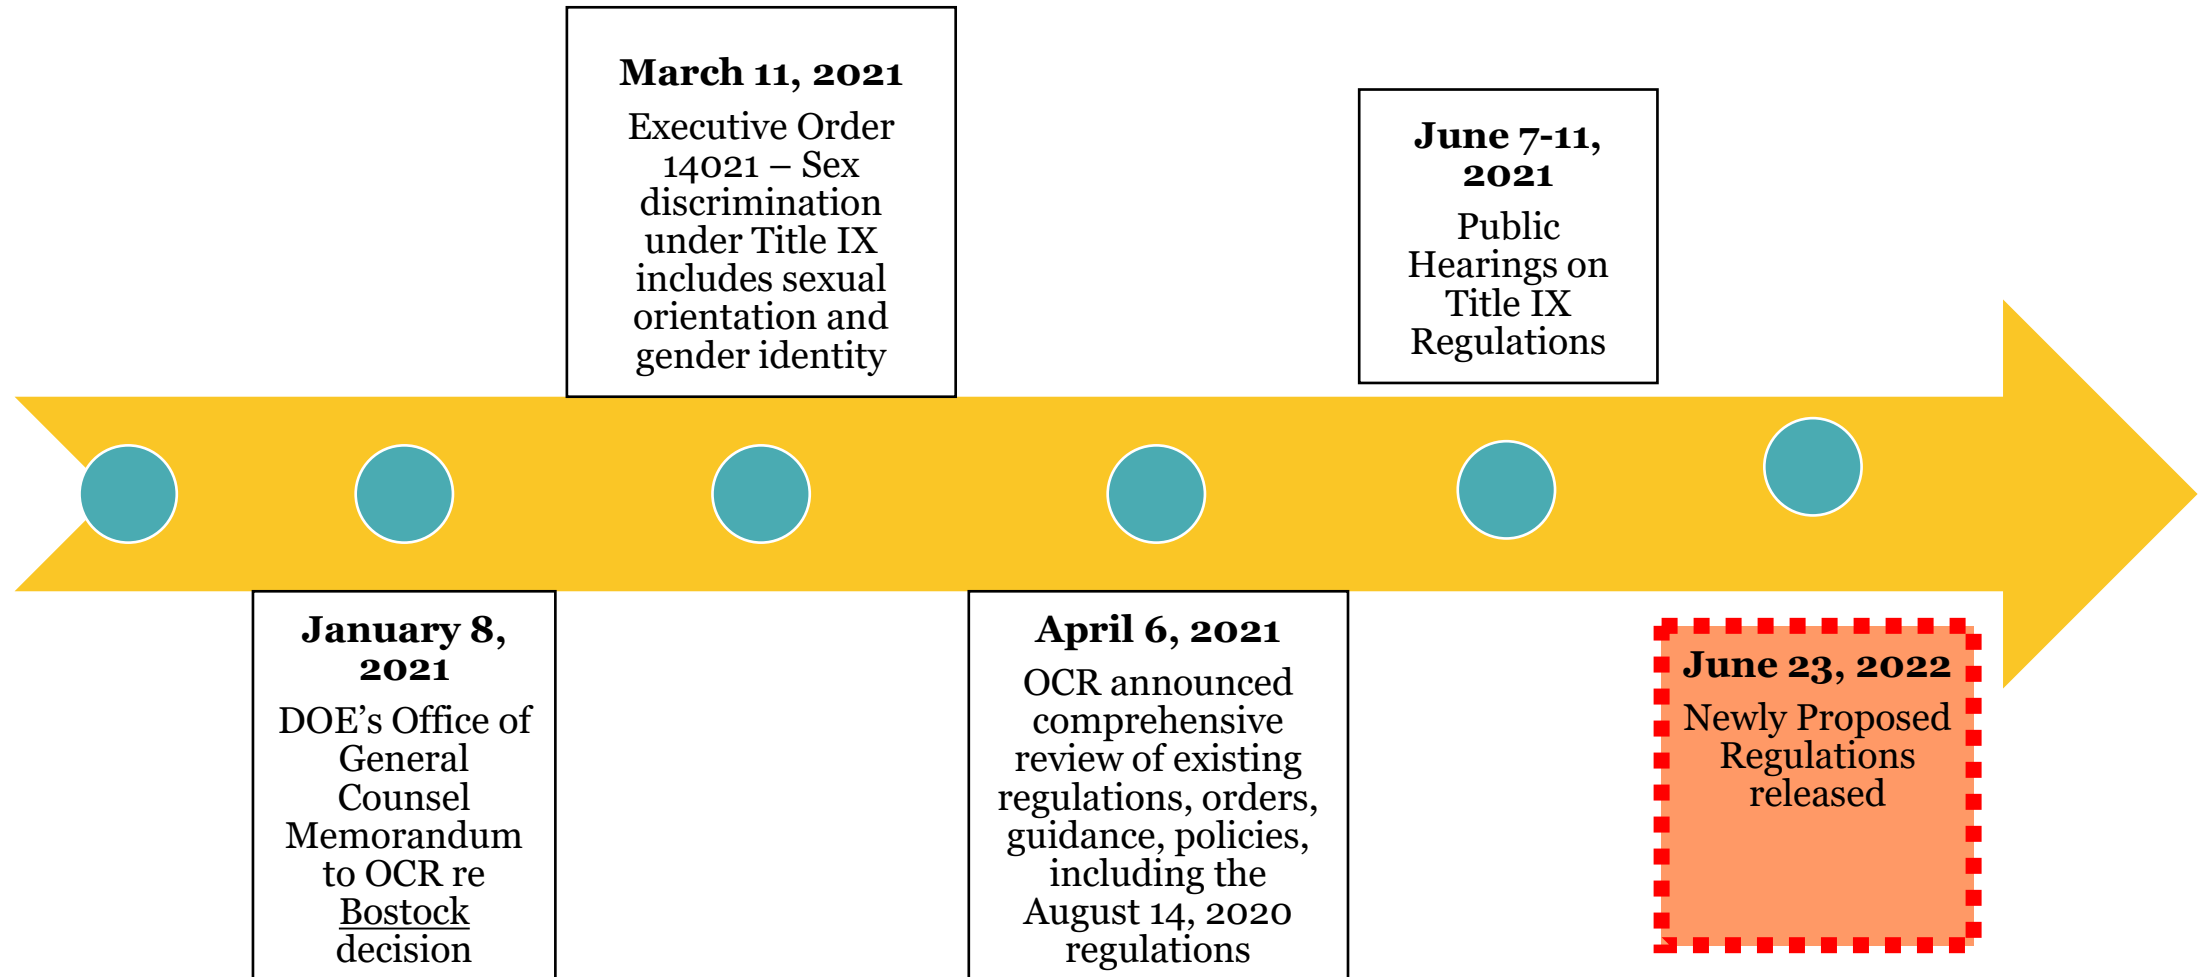 March 11, 2021
Executive Order
14021 – Sex
discrimination
under Title IX
includes sexual
orientation and
gender identity
June 7-11,
2021
Public
Hearings on
Title IX
Regulations
January 8,
2021
DOE’s Office of
General
Counsel
Memorandum
to OCR re
Bostock
decision
April 6, 2021
OCR announced
comprehensive
review of existing
regulations, orders,
guidance, policies,
including the
August 14, 2020
regulations
June 23, 2022
Newly Proposed
Regulations
released